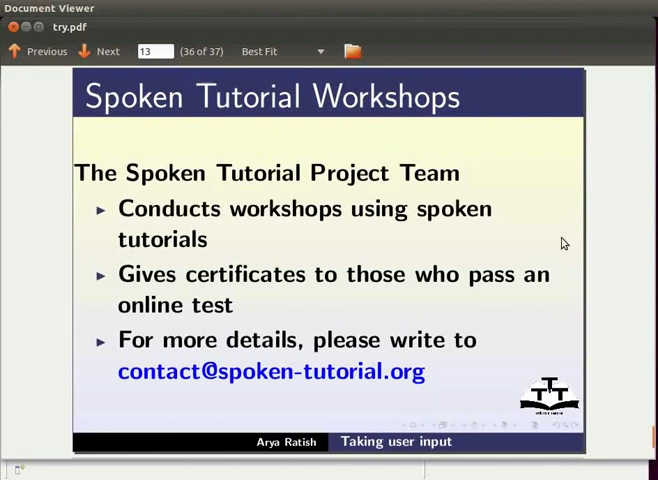 Document Viewer
try.pdf
Previous Next 13 (36 of 37) Best Fit
Spoken Tutorial Workshops
The Spoken Tutorial Project Team
Conducts workshops using spoken
tutorials
Gives certificates to those who pass an
online test
For more details, please write to
contact@spoken-tutorial.org
Arya Ratish Taking user input